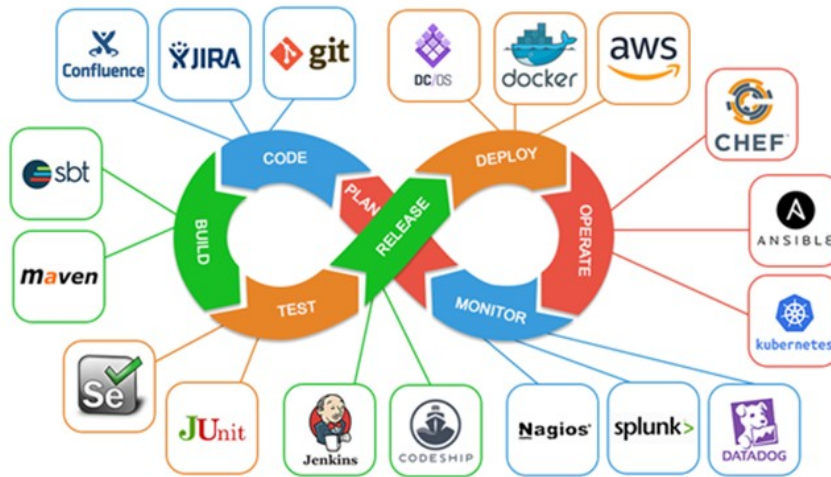 Confluence
JIRA
git
DC/OS
docker
aws
CHEF
sbt
CODE
PLAN
RELEASE
DEPLOY
BUILD
OPERATE
ANSIBLE
maven
TEST
MONITOR
kubernetes
Se
JUnit
Jenkins
CODESHIP
Nagios®
splunk>
DATADOG